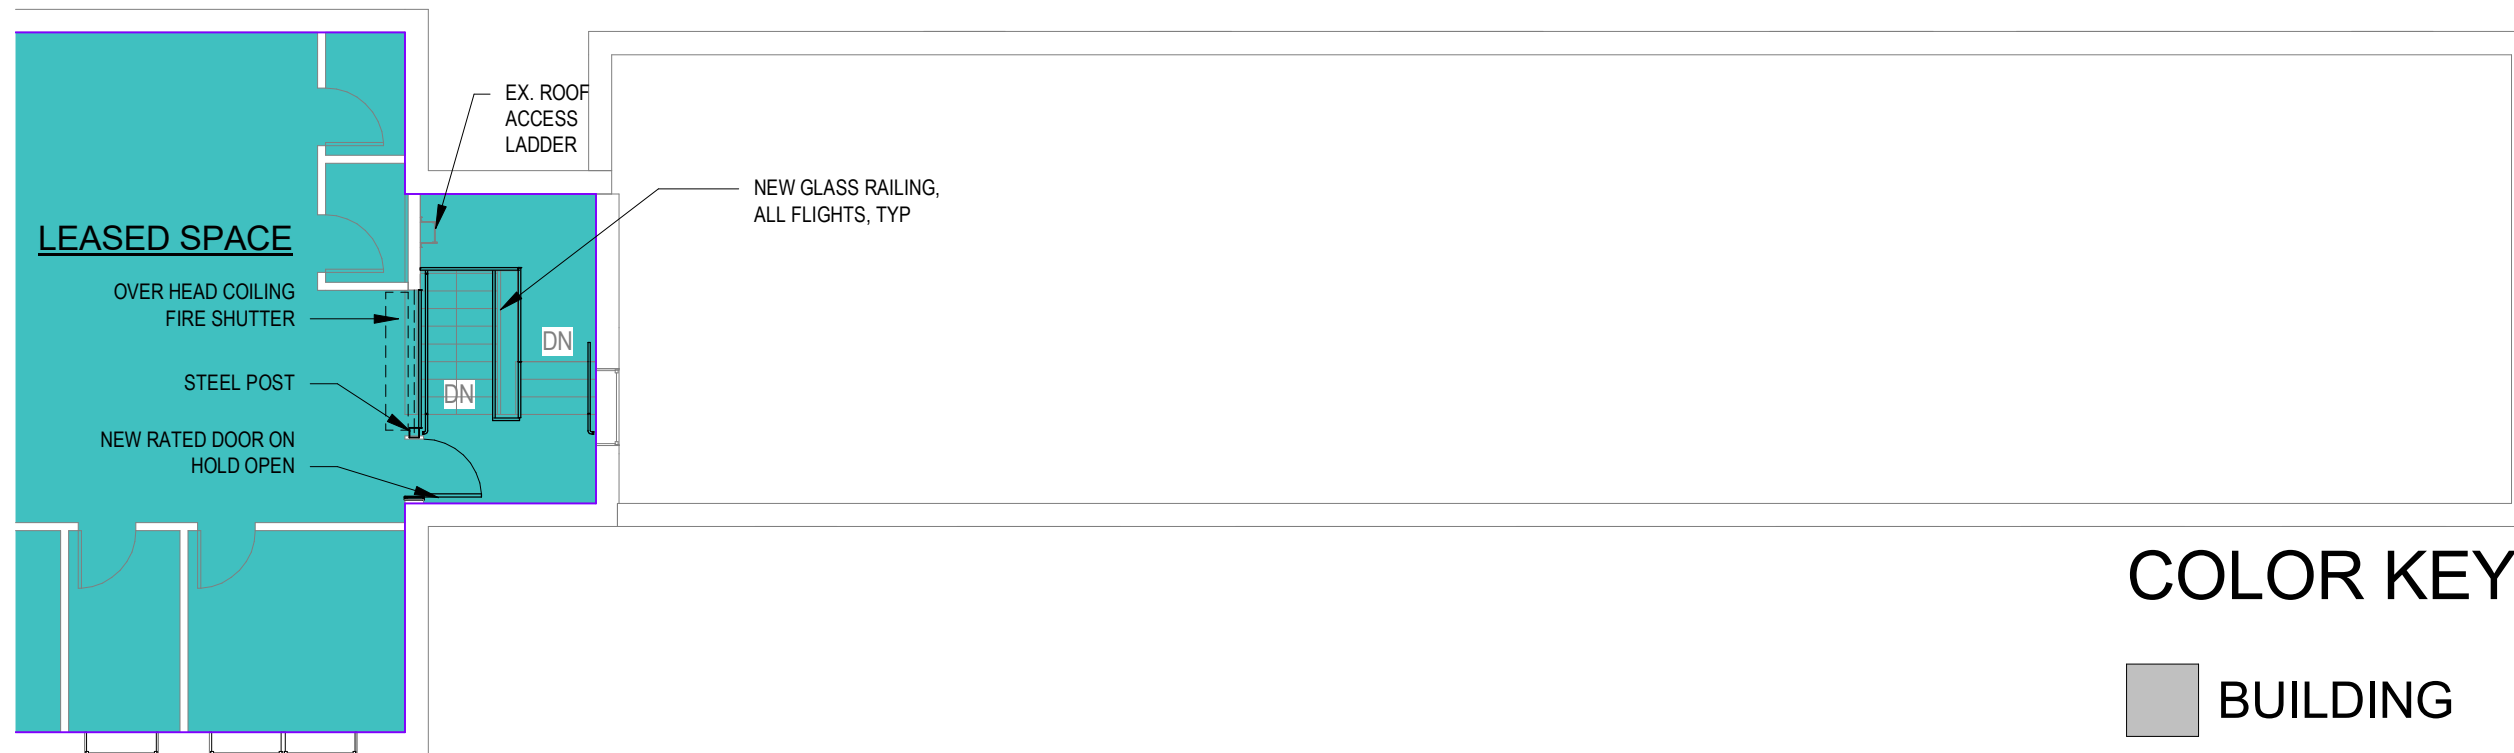 EX. ROOF
ACCESS
LADDER
NEW GLASS RAILING,
ALL FLIGHTS, TYP
LEASED SPACE
OVER HEAD COILING
FIRE SHUTTER
DN
STEEL POST
DN
NEW RATED DOOR ON
HOLD OPEN
COLOR KEY
BUILDING